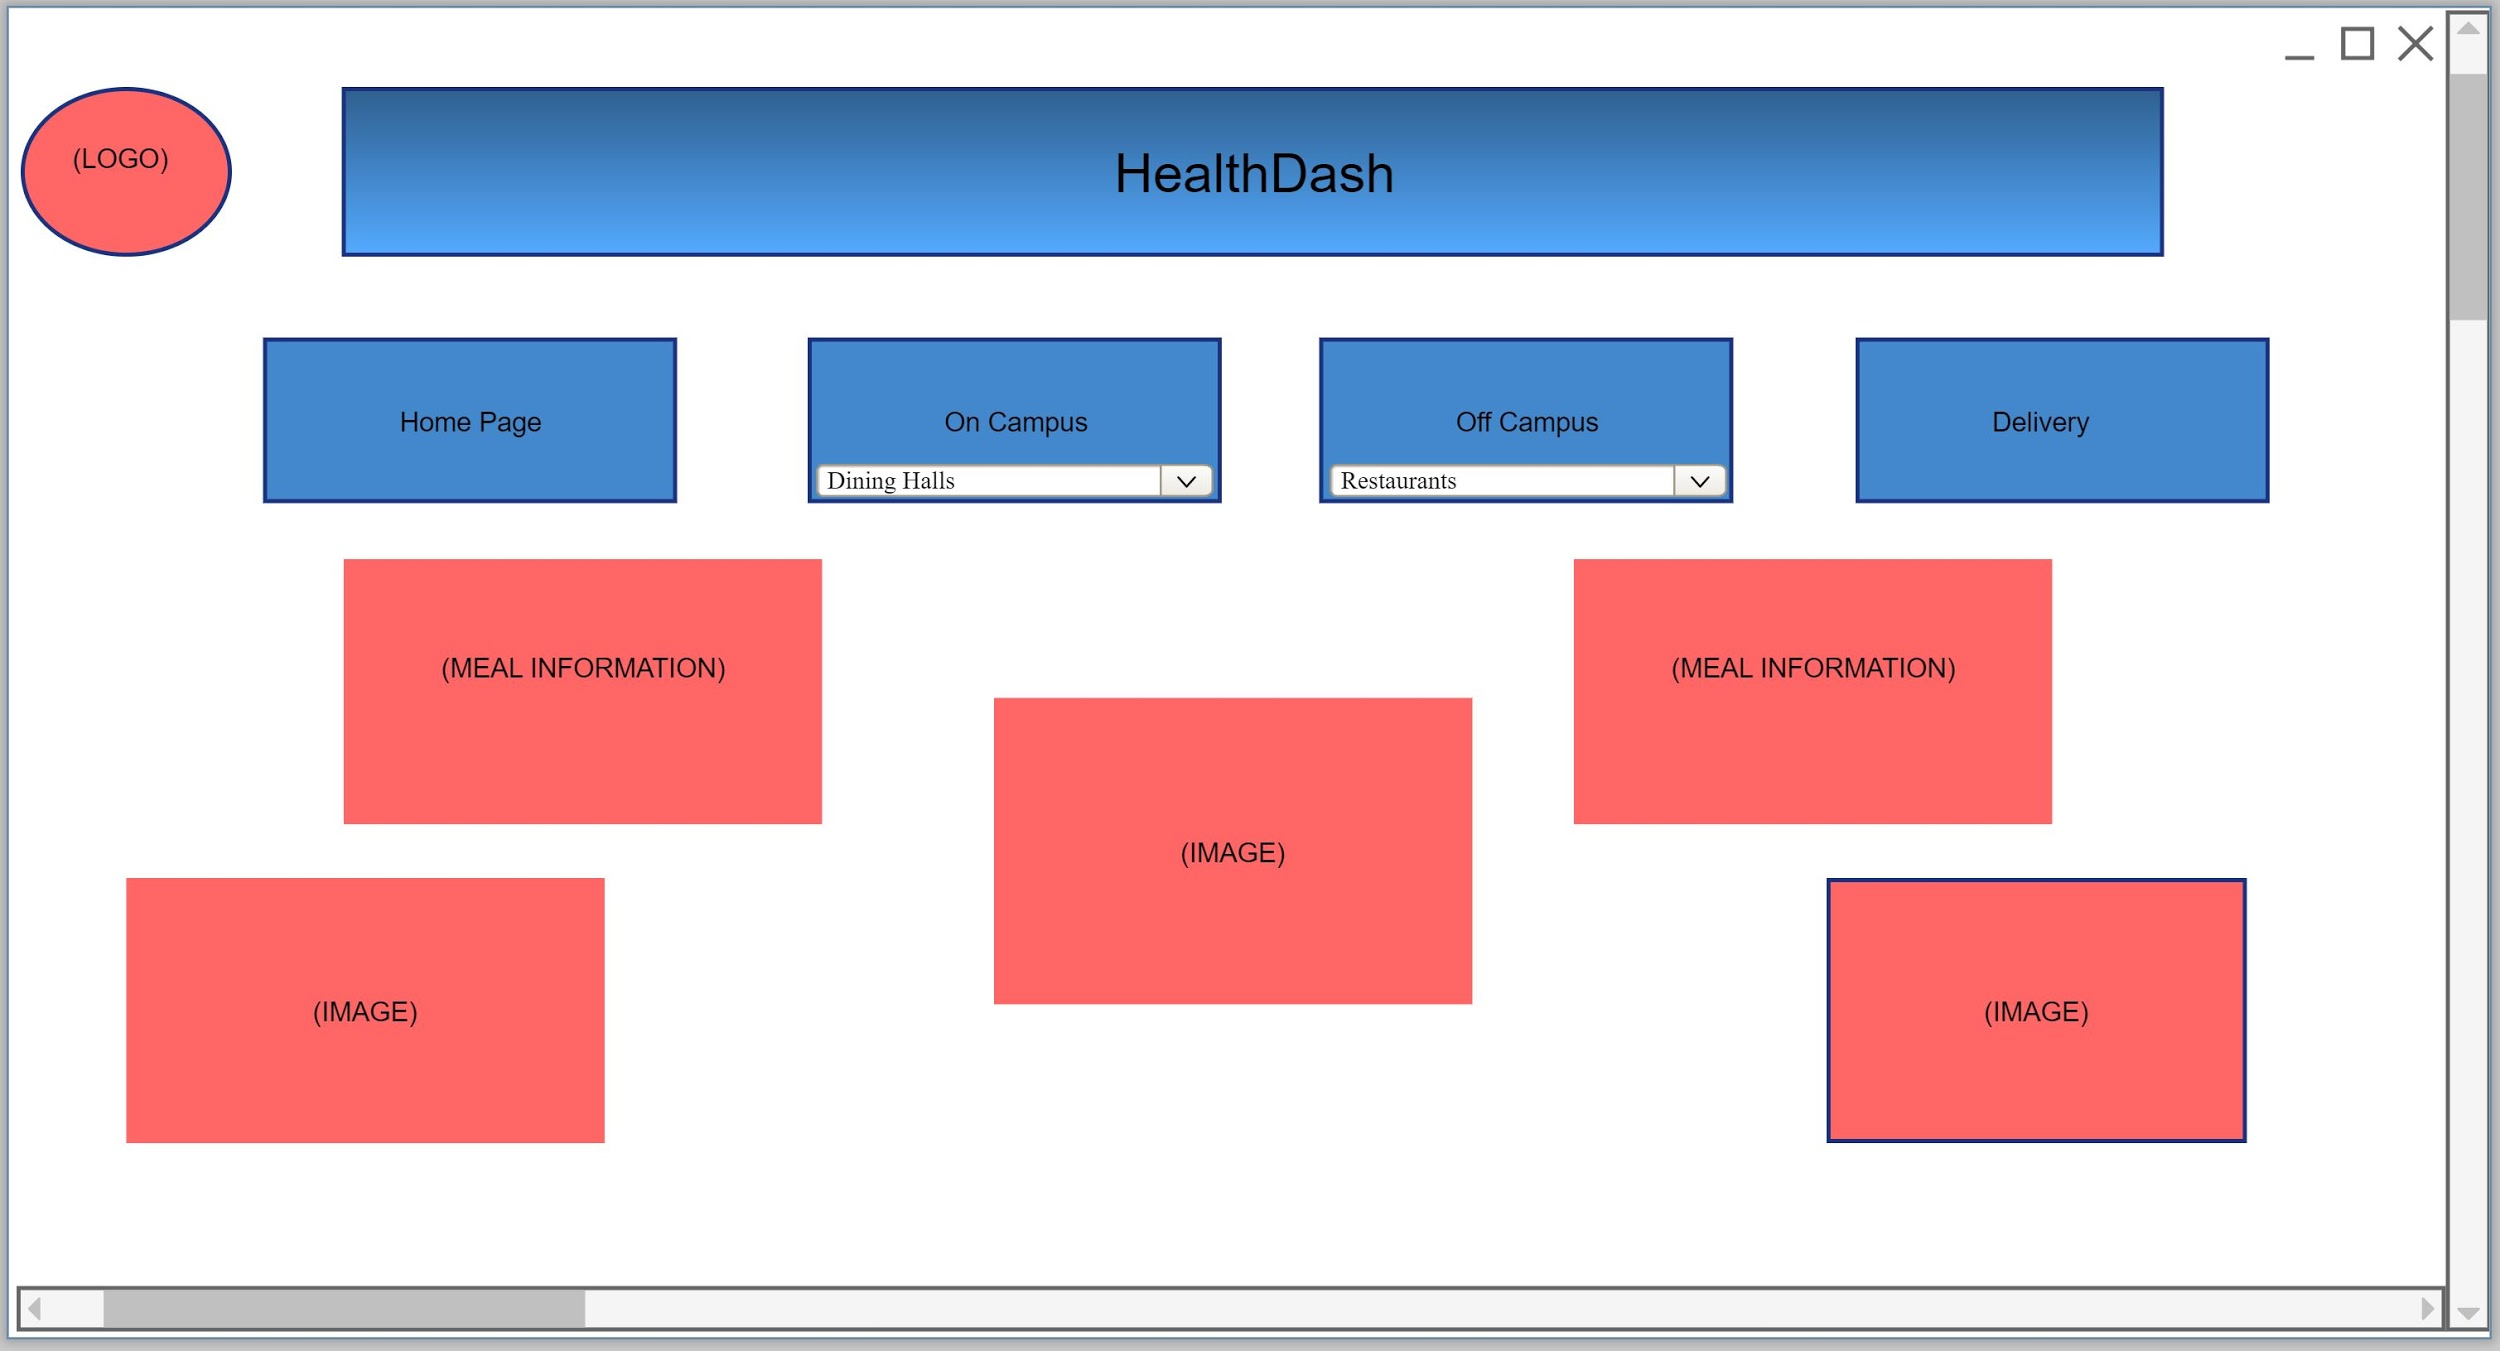 (LOGO)
HealthDash
Home Page
On Campus
Off Campus
Delivery
Dining Halls
Restaurants
(MEAL INFORMATION)
(MEAL INFORMATION)
(IMAGE)
(IMAGE)
(IMAGE)